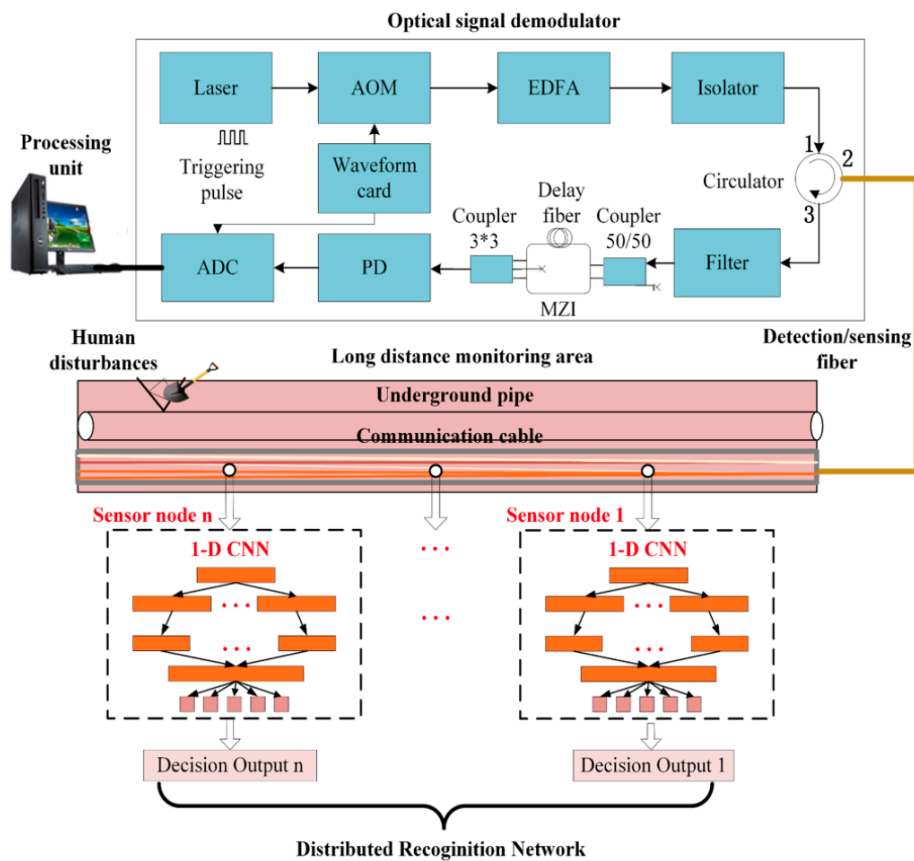 Optical signal demodulator
Laser
AOM
EDFA
Isolator
Processing
unit
Triggering
pulse
Waveform
card
Circulator
1
2
3
Coupler
3*3
Delay
fiber
Coupler
50/50
ADC
PD
MZI
Filter
Human
disturbances
Long distance monitoring area
Detection/sensing
fiber
Underground pipe
Communication cable
Sensor node n
Sensor node 1
1-D CNN
1-D CNN
Decision Output n
Decision Output 1
Distributed Recoginition Network